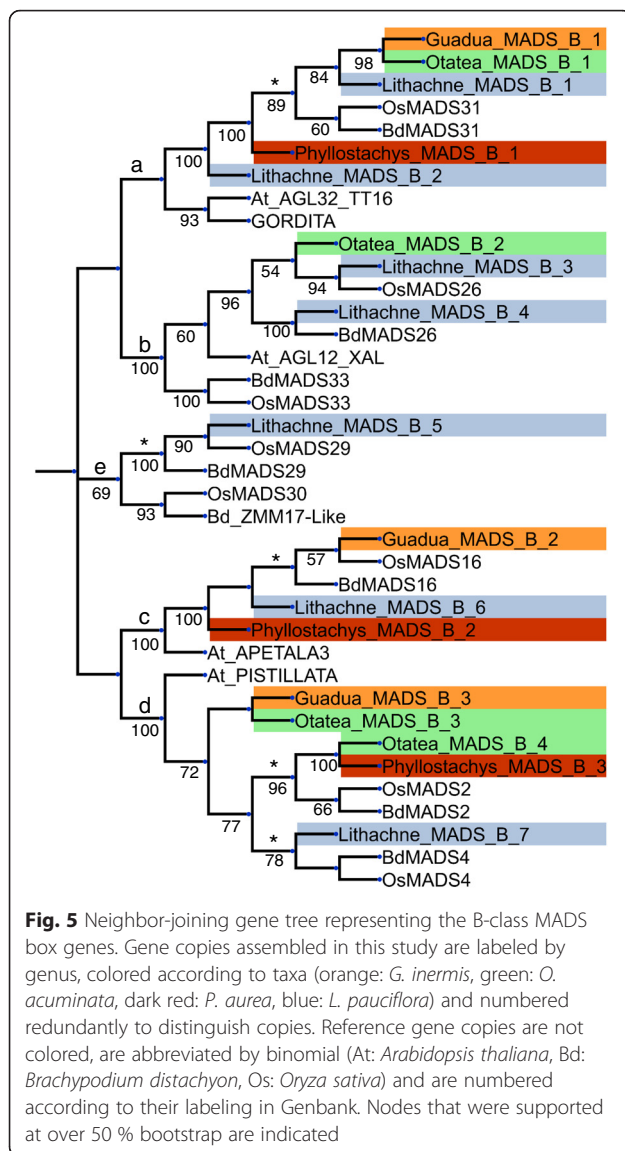 Guadua_MADS_B_1
98
Otatea_MADS_B_1
84
*
Lithachne_MADS_B_1
89
OsMADS31
100
60
BdMADS31
Phyllostachys_MADS_B_1
a
100
Lithachne_MADS_B_2
At_AGL32_TT16
93
GORDITA
Otatea_MADS_B_2
54
Lithachne_MADS_B_3
94
OsMADS26
96
Lithachne_MADS_B_4
100
BdMADS26
60
b
At_AGL12_XAL
100
BdMADS33
100
OsMADS33
Lithachne_MADS_B_5
*
90
OsMADS29
e
100
BdMADS29
69
OsMADS30
93
Bd_ZMM17-Like
Guadua_MADS_B_2
*
57
OsMADS16
BdMADS16
100
Lithachne_MADS_B_6
c
Phyllostachys_MADS_B_2
100
At_APETALA3
At_PISTILLATA
d
Guadua_MADS_B_3
100
Otatea_MADS_B_3
Otatea_MADS_B_4
72
*
100
Phyllostachys_MADS_B_3
96
OsMADS2
66
BdMADS2
77
*
Lithachne_MADS_B_7
78
BdMADS4
OsMADS4
Fig. 5 Neighbor-joining gene tree representing the B-class MADS
box genes. Gene copies assembled in this study are labeled by
genus, colored according to taxa (orange: G. inermis, green: O.
acuminata, dark red: P. aurea, blue: L. pauciflora) and numbered
redundantly to distinguish copies. Reference gene copies are not
colored, are abbreviated by binomial (At: Arabidopsis thaliana, Bd:
Brachypodium distachyon, Os: Oryza sativa) and are numbered
according to their labeling in Genbank. Nodes that were supported
at over 50 % bootstrap are indicated